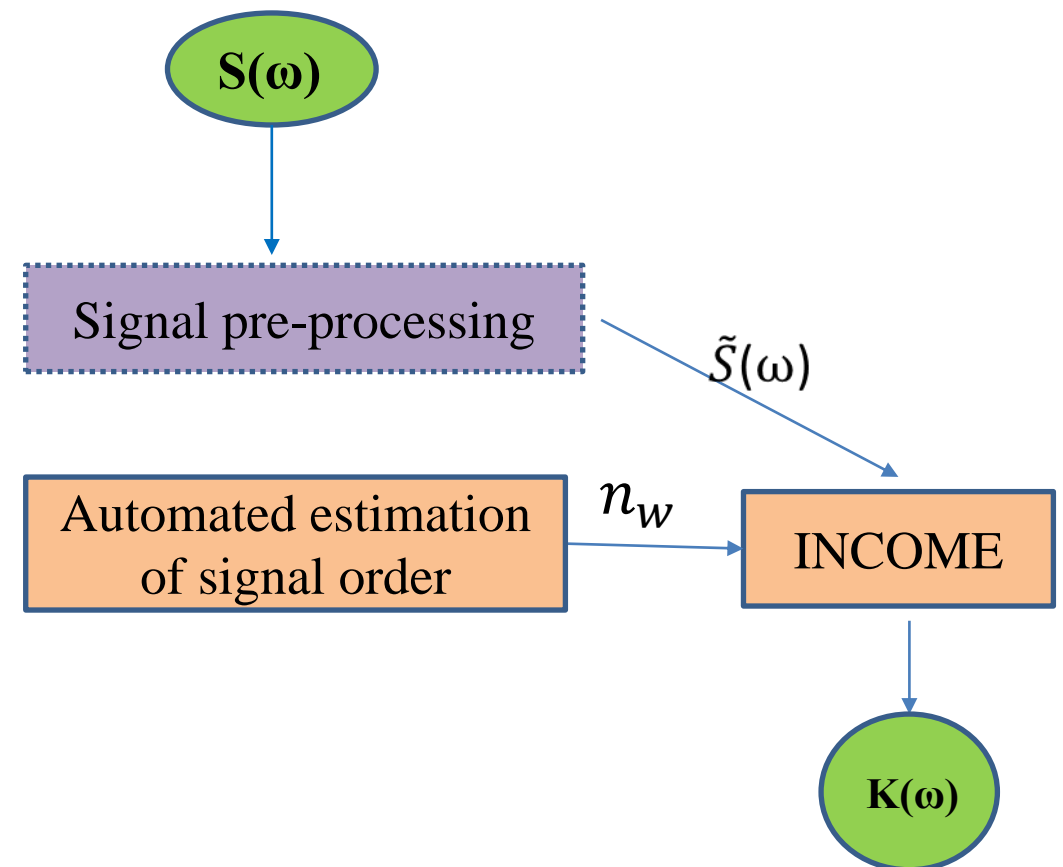 S(ω)
Signal pre-processing
S̃(ω)
Automated estimation
of signal order
n_w
INCOME
K(ω)